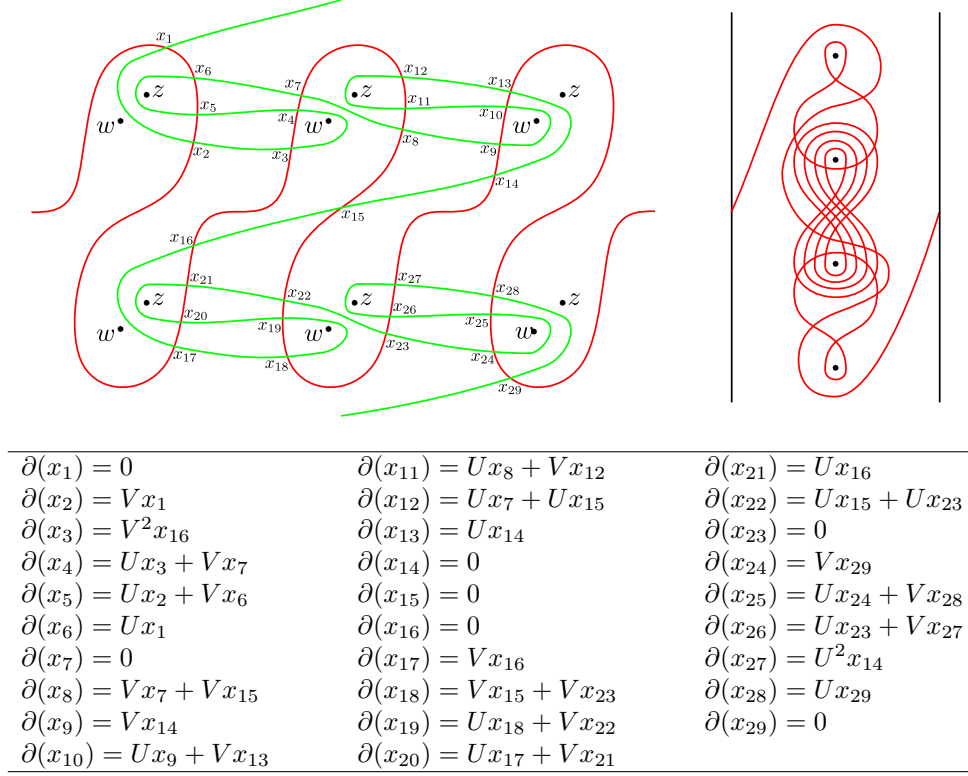 x₁
x₆ x₇ x₁₂ x₁₃
z z z
x₅ x₄ x₁₁ x₁₀
w w w
x₂ x₃ x₈ x₉
x₁₄
x₁₅
x₁₆
x₂₁ x₂₂ x₂₇ x₂₈
z z z
x₂₀ x₁₉ x₂₆ x₂₅
w w w
x₁₇ x₁₈ x₂₃ x₂₄
x₂₉
∂(x₁) = 0 ∂(x₁₁) = Ux₈ + Vx₁₂ ∂(x₂₁) = Ux₁₆
∂(x₂) = Vx₁ ∂(x₁₂) = Ux₇ + Ux₁₅ ∂(x₂₂) = Ux₁₅ + Ux₂₃
∂(x₃) = V²x₁₆ ∂(x₁₃) = Ux₁₄ ∂(x₂₃) = 0
∂(x₄) = Ux₃ + Vx₇ ∂(x₁₄) = 0 ∂(x₂₄) = Vx₂₉
∂(x₅) = Ux₂ + Vx₆ ∂(x₁₅) = 0 ∂(x₂₅) = Ux₂₄ + Vx₂₈
∂(x₆) = Ux₁ ∂(x₁₆) = 0 ∂(x₂₆) = Ux₂₃ + Vx₂₇
∂(x₇) = 0 ∂(x₁₇) = Vx₁₆ ∂(x₂₇) = U²x₁₄
∂(x₈) = Vx₇ + Vx₁₅ ∂(x₁₈) = Vx₁₅ + Vx₂₃ ∂(x₂₈) = Ux₂₉
∂(x₉) = Vx₁₄ ∂(x₁₉) = Ux₁₈ + Vx₂₂ ∂(x₂₉) = 0
∂(x₁₀) = Ux₉ + Vx₁₃ ∂(x₂₀) = Ux₁₇ + Vx₂₁